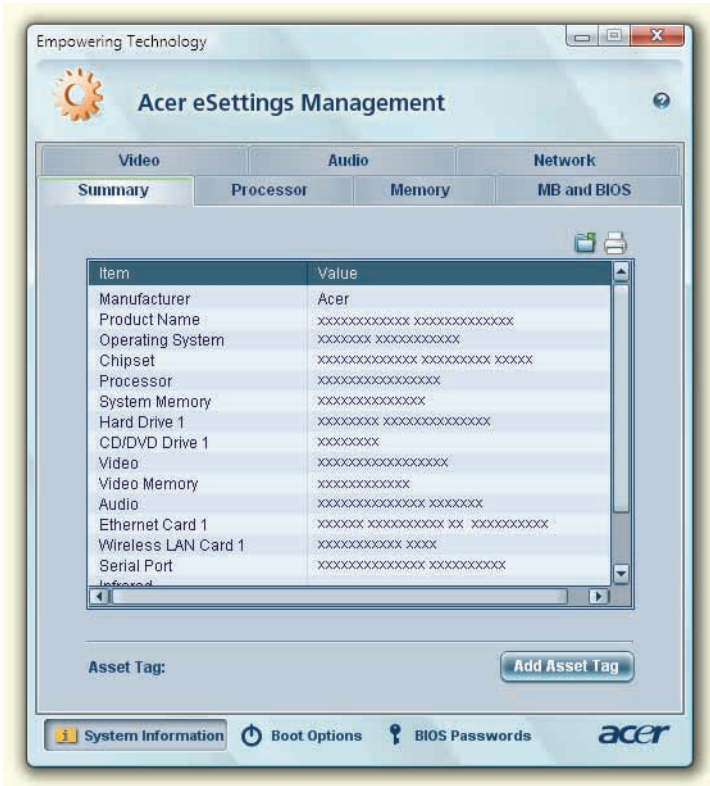 Empowering Technology
Acer eSettings Management
Video Audio Network
Summary Processor Memory MB and BIOS
Item Value
Manufacturer Acer
Product Name xxxxxxxxxxxx xxxxxxxxxxxxx
Operating System xxxxxxx xxxxxxxxxxx
Chipset xxxxxxxxxxxxx xxxxxxxxx xxxxx
Processor xxxxxxxxxxxxxxxx
System Memory xxxxxxxxxxxxxx
Hard Drive 1 xxxxxxxx xxxxxxxxxxxxxx
CD/DVD Drive 1 xxxxxxxx
Video xxxxxxxxxxxxxxxxx
Video Memory xxxxxxxxxxxx
Audio xxxxxxxxxxxxxx xxxxxxx
Ethernet Card 1 xxxxxx xxxxxxxxxx xx xxxxxxxxxx
Wireless LAN Card 1 xxxxxxxxxxx xxxx
Serial Port xxxxxxxxxxxxxx xxxxxxxxxx
Infrared
Asset Tag: Add Asset Tag
System Information Boot Options BIOS Passwords acer